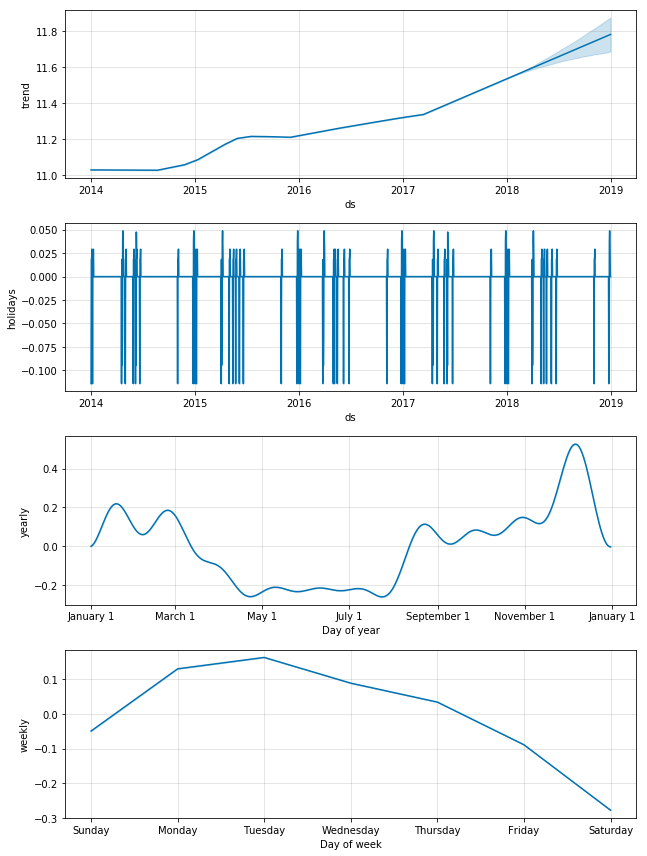 11.8
11.6
11.4
11.2
11.0
trend
2014 2015 2016 2017 2018 2019
ds
0.050
0.025
0.000
−0.025
−0.050
−0.075
−0.100
holidays
2014 2015 2016 2017 2018 2019
ds
0.4
0.2
0.0
−0.2
yearly
January 1 March 1 May 1 July 1 September 1 November 1 January 1
Day of year
0.1
0.0
−0.1
−0.2
−0.3
weekly
Sunday Monday Tuesday Wednesday Thursday Friday Saturday
Day of week